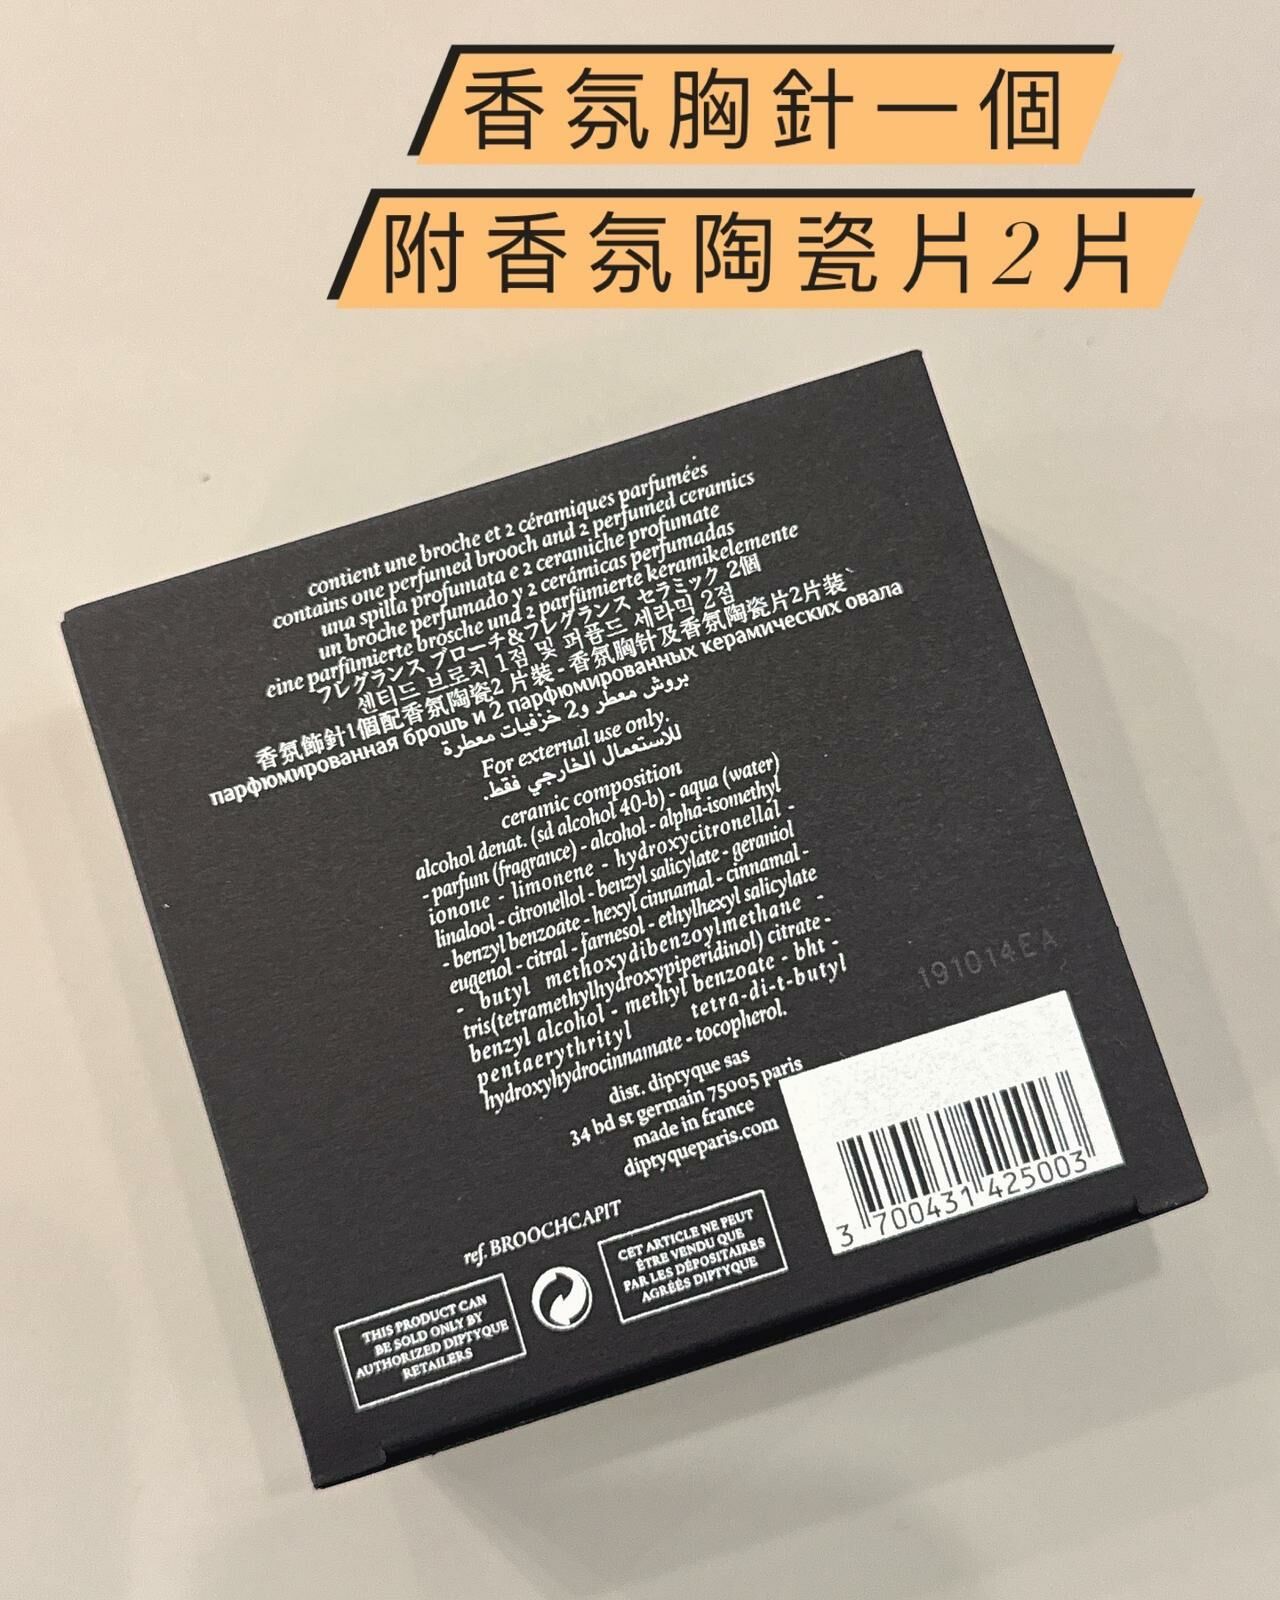 香氛胸針一個
附香氛陶瓷片2片
contient une broche et 2 céramiques parfumées
contains one perfumed brooch and 2 perfumed ceramics
una spilla profumata e 2 ceramiche profumate
un broche perfumado y 2 cerámicas perfumadas
eine parfümierte brosche und 2 parfümierte keramikelemente
フレグランス ブローチ&フレグランス セラミック 2個
센티드 브로치 1점 및 퍼퓸드 세라믹 2점
香氛飾針1個配香氛陶瓷2 片裝 - 香氛胸针及香氛陶瓷片2片装
парфюмированная брошь и 2 парфюмированных керамических овала
بروش معطر و2 خزفيات معطرة
For external use only.
للاستعمال الخارجي فقط.
ceramic composition
alcohol denat. (sd alcohol 40-b) - aqua (water)
- parfum (fragrance) - alcohol - alpha-isomethyl
ionone - limonene - hydroxycitronellal -
linalool - citronellol - benzyl salicylate - geraniol
- benzyl benzoate - hexyl cinnamal - cinnamal -
eugenol - citral - farnesol - ethylhexyl salicylate
- butyl methoxydibenzoylmethane -
tris(tetramethylhydroxypiperidinol) citrate -
benzyl alcohol - methyl benzoate - bht -
pentaerythrityl tetra-di-t-butyl
hydroxyhydrocinnamate - tocopherol.
dist. diptyque sas
34 bd st germain 75005 paris
made in france
diptyqueparis.com
191014EA
ref. BROOCHCAPIT
THIS PRODUCT CAN
BE SOLD ONLY BY
AUTHORIZED DIPTYQUE
RETAILERS
CET ARTICLE NE PEUT
ÊTRE VENDU QUE
PAR LES DÉPOSITAIRES
AGRÉÉS DIPTYQUE
3 700431 425003